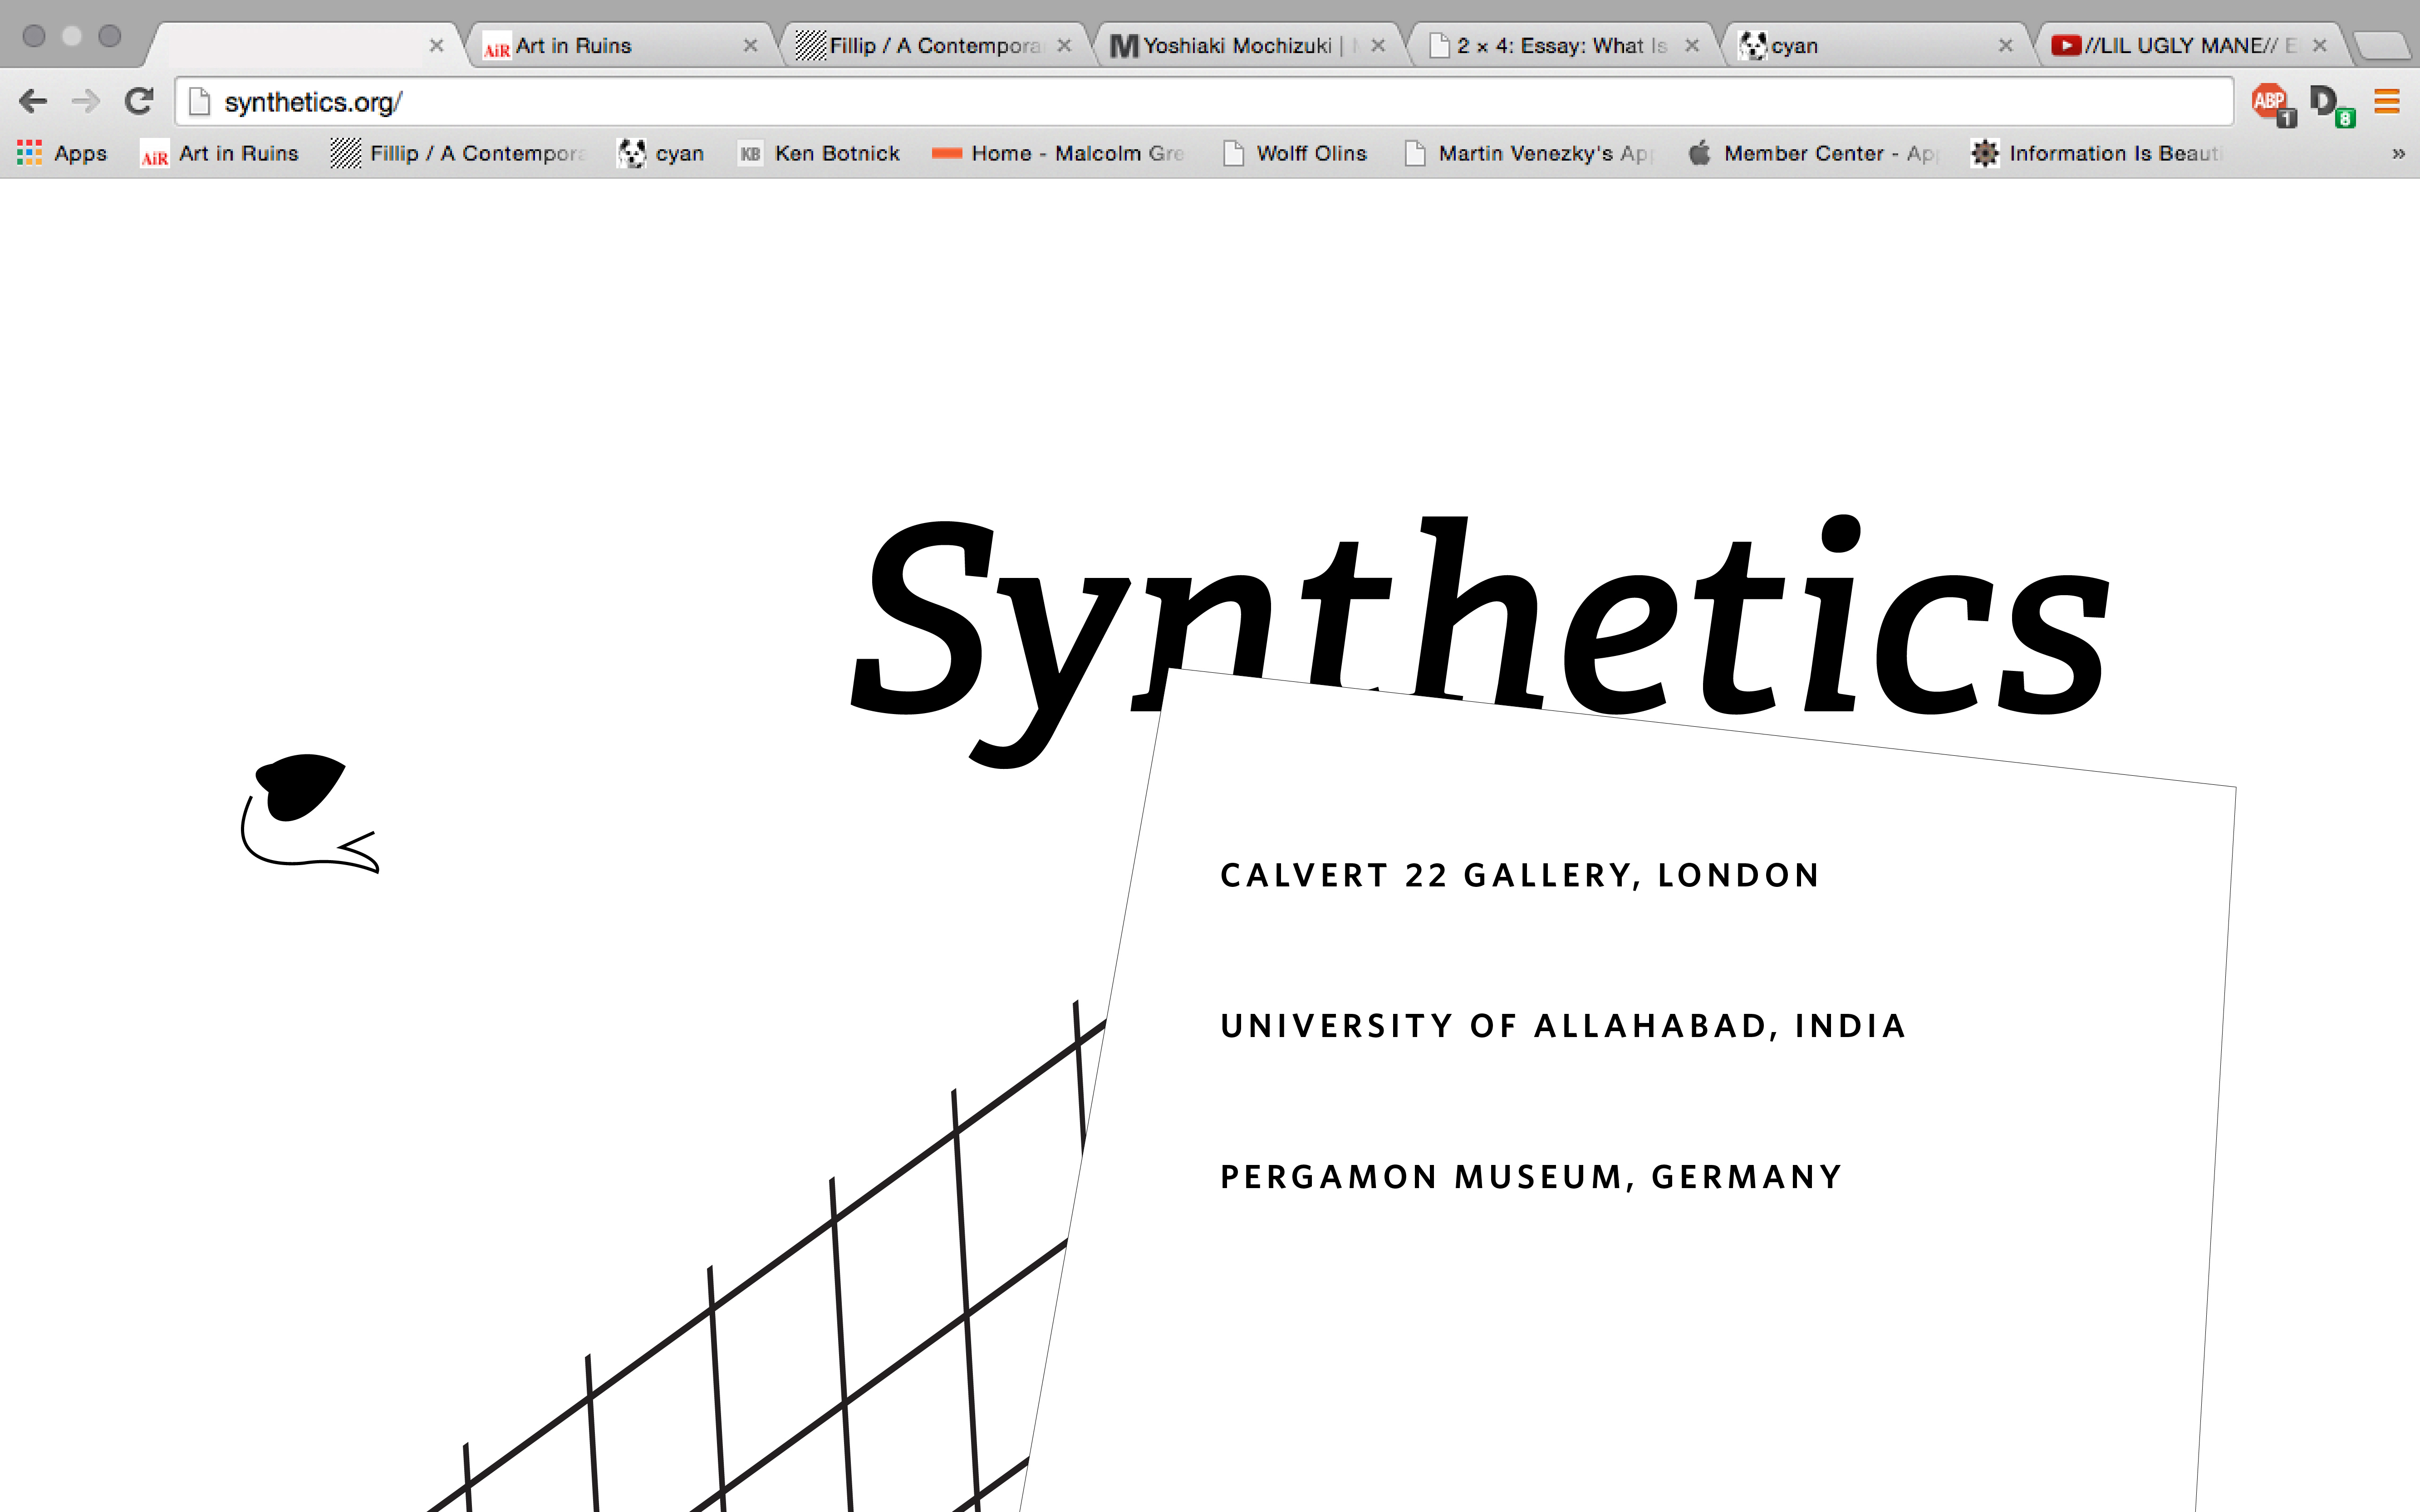 AiR Art in Ruins
Fillip / A Contempora
M Yoshiaki Mochizuki |
2 × 4: Essay: What Is
cyan
//LIL UGLY MANE// E
synthetics.org/
ABP 1
D 8
Apps
AiR Art in Ruins
Fillip / A Contempora
cyan
KB Ken Botnick
Home - Malcolm Gre
Wolff Olins
Martin Venezky's Ap
Member Center - Ap
Information Is Beauti
»
Synthetics
CALVERT 22 GALLERY, LONDON
UNIVERSITY OF ALLAHABAD, INDIA
PERGAMON MUSEUM, GERMANY